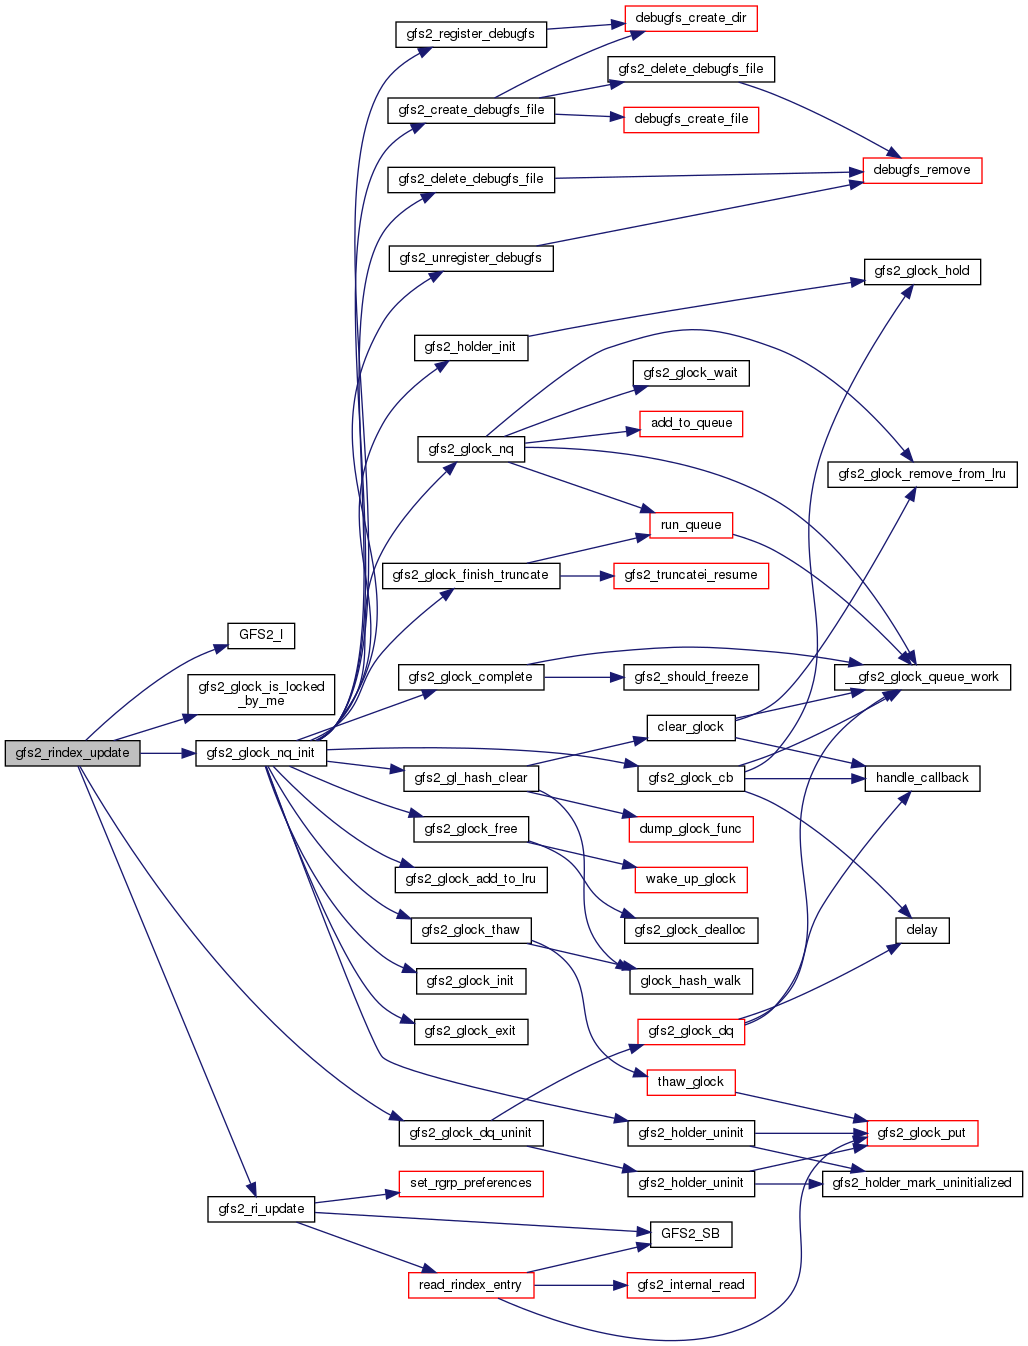 debugfs_create_dir
gfs2_register_debugfs
gfs2_delete_debugfs_file
gfs2_create_debugfs_file
debugfs_create_file
debugfs_remove
gfs2_delete_debugfs_file
gfs2_unregister_debugfs
gfs2_glock_hold
gfs2_holder_init
gfs2_glock_wait
add_to_queue
gfs2_glock_nq
gfs2_glock_remove_from_lru
run_queue
gfs2_glock_finish_truncate
gfs2_truncatei_resume
GFS2_I
gfs2_glock_complete
gfs2_should_freeze
__gfs2_glock_queue_work
gfs2_glock_is_locked
_by_me
clear_glock
gfs2_rindex_update
gfs2_glock_nq_init
gfs2_gl_hash_clear
gfs2_glock_cb
handle_callback
gfs2_glock_free
dump_glock_func
gfs2_glock_add_to_lru
wake_up_glock
gfs2_glock_thaw
gfs2_glock_dealloc
delay
gfs2_glock_init
glock_hash_walk
gfs2_glock_exit
gfs2_glock_dq
thaw_glock
gfs2_glock_dq_uninit
gfs2_holder_uninit
gfs2_glock_put
set_rgrp_preferences
gfs2_holder_uninit
gfs2_holder_mark_uninitialized
gfs2_ri_update
GFS2_SB
read_rindex_entry
gfs2_internal_read